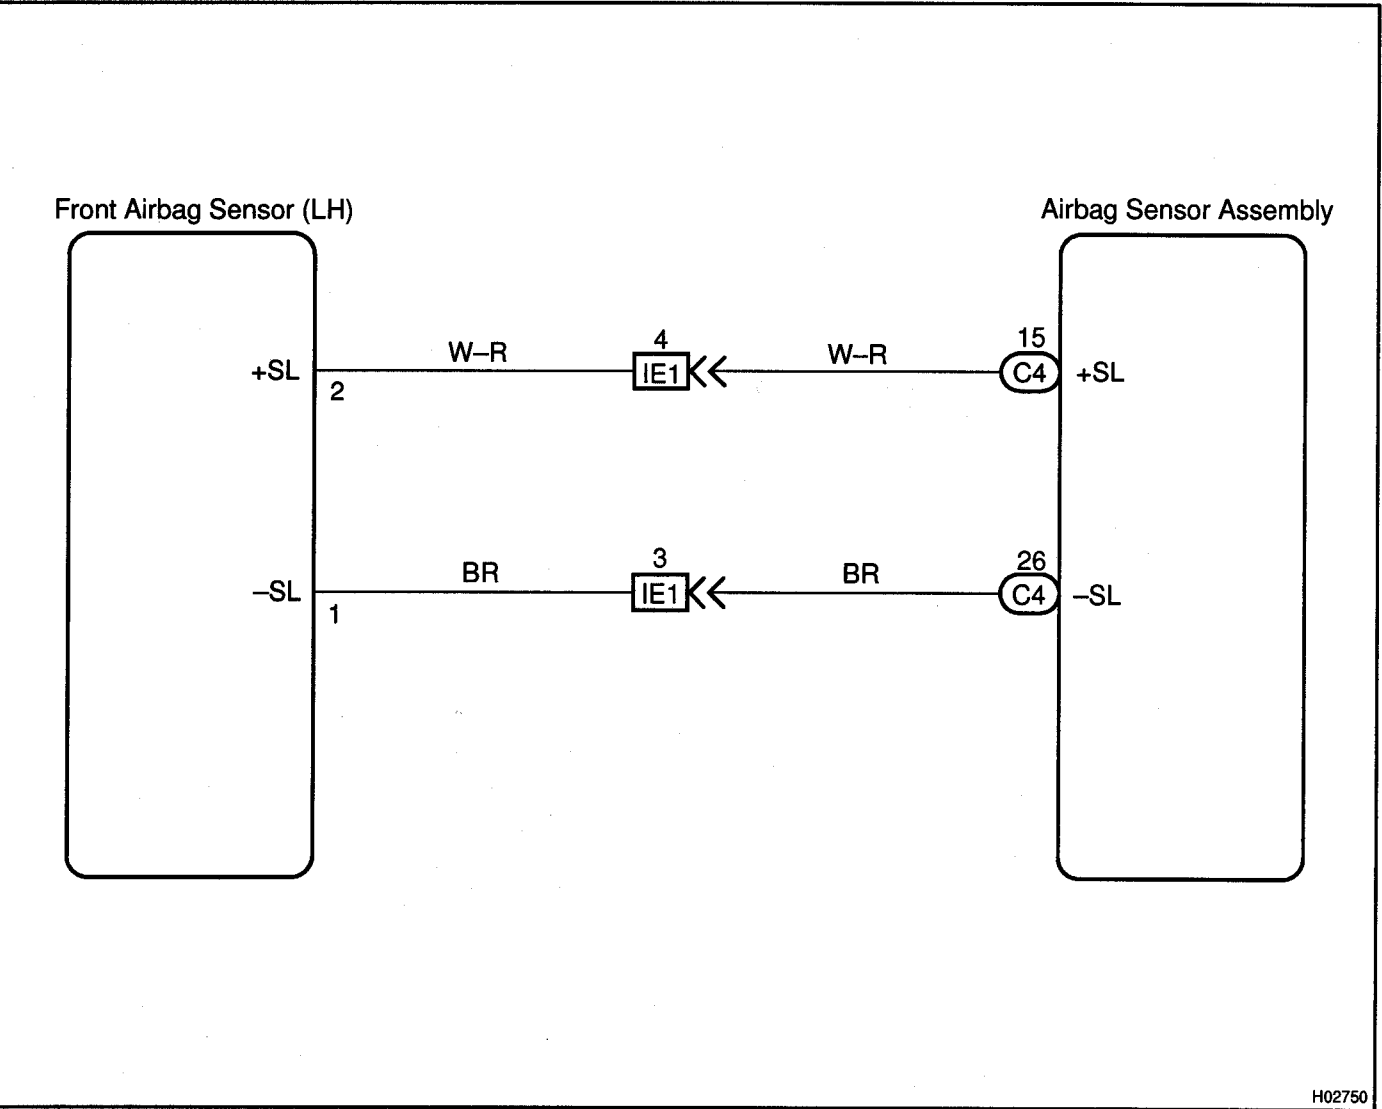 Front Airbag Sensor (LH)
Airbag Sensor Assembly
+SL
2
W–R
4
IE1
W–R
15
C4
+SL
–SL
1
BR
3
IE1
BR
26
C4
–SL
H02750